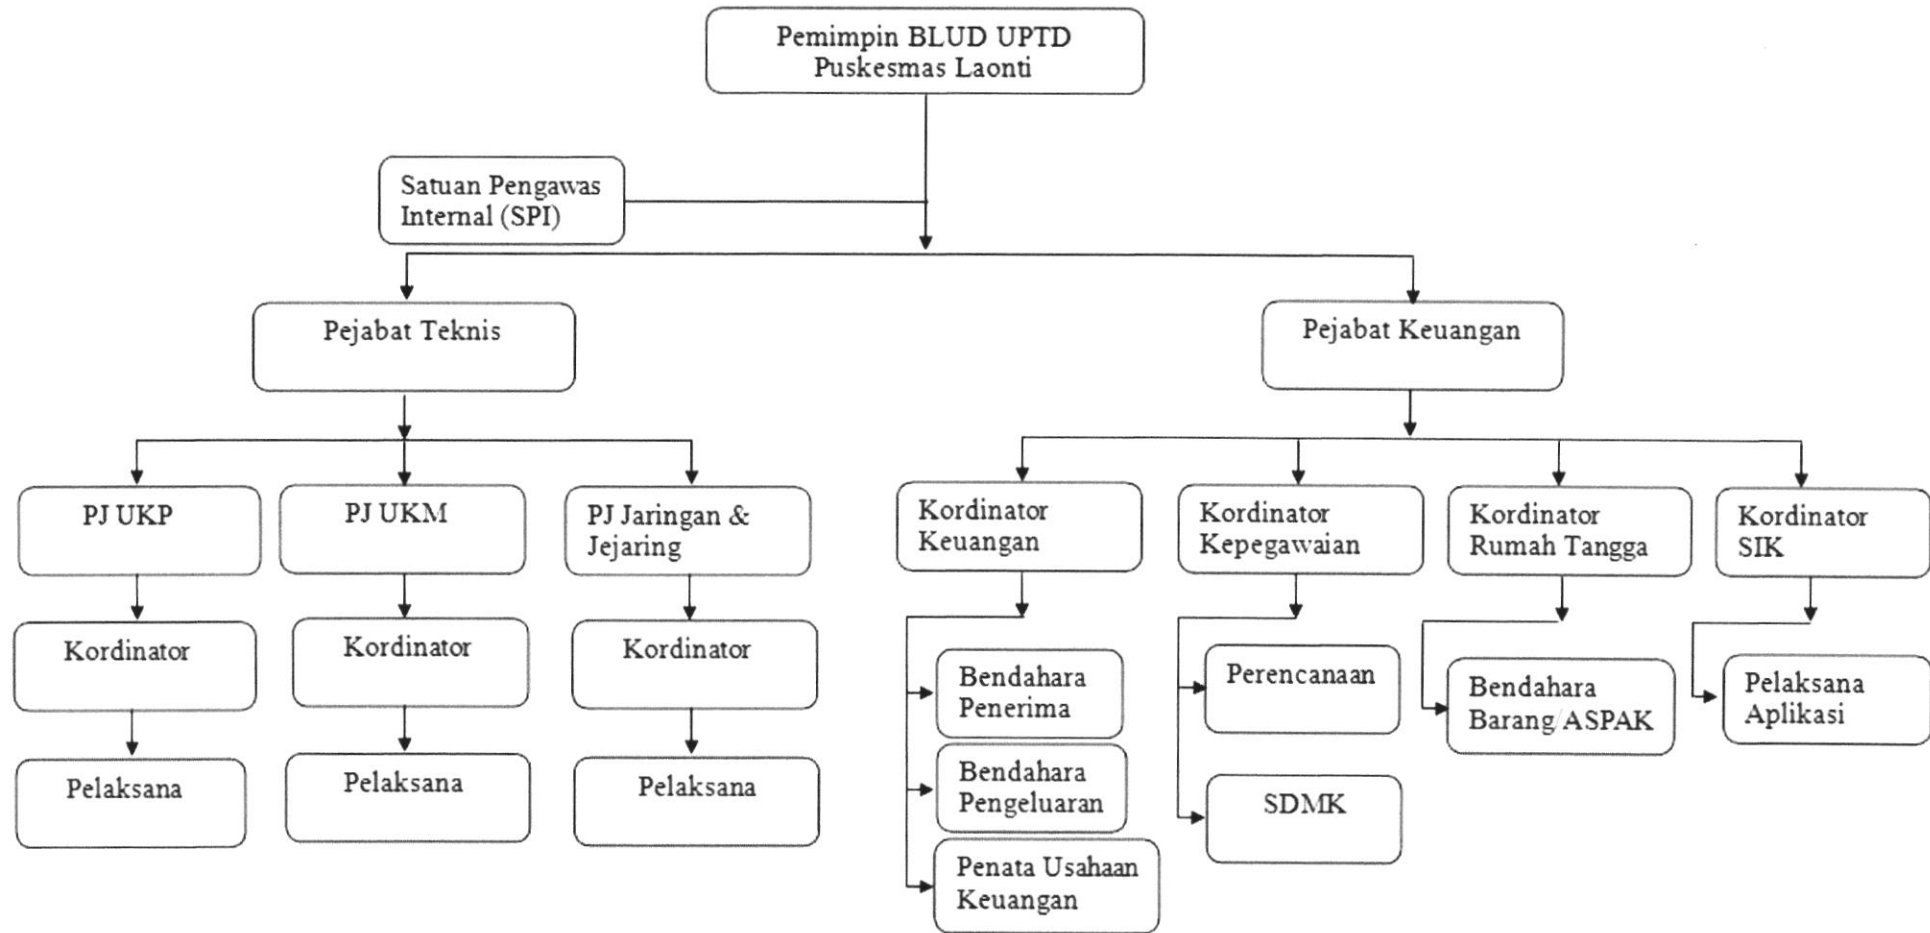 Pemimpin BLUD UPTD
Puskesmas Laonti
Satuan Pengawas
Internal (SPI)
Pejabat Teknis
Pejabat Keuangan
PJ UKP
PJ UKM
PJ Jaringan &
Jejaring
Kordinator
Keuangan
Kordinator
Kepegawaian
Kordinator
Rumah Tangga
Kordinator
SIK
Kordinator
Kordinator
Kordinator
Bendahara
Penerima
Perencanaan
Bendahara
Barang/ASPAK
Pelaksana
Aplikasi
Pelaksana
Pelaksana
Pelaksana
Bendahara
Pengeluaran
SDMK
Penata Usahaan
Keuangan